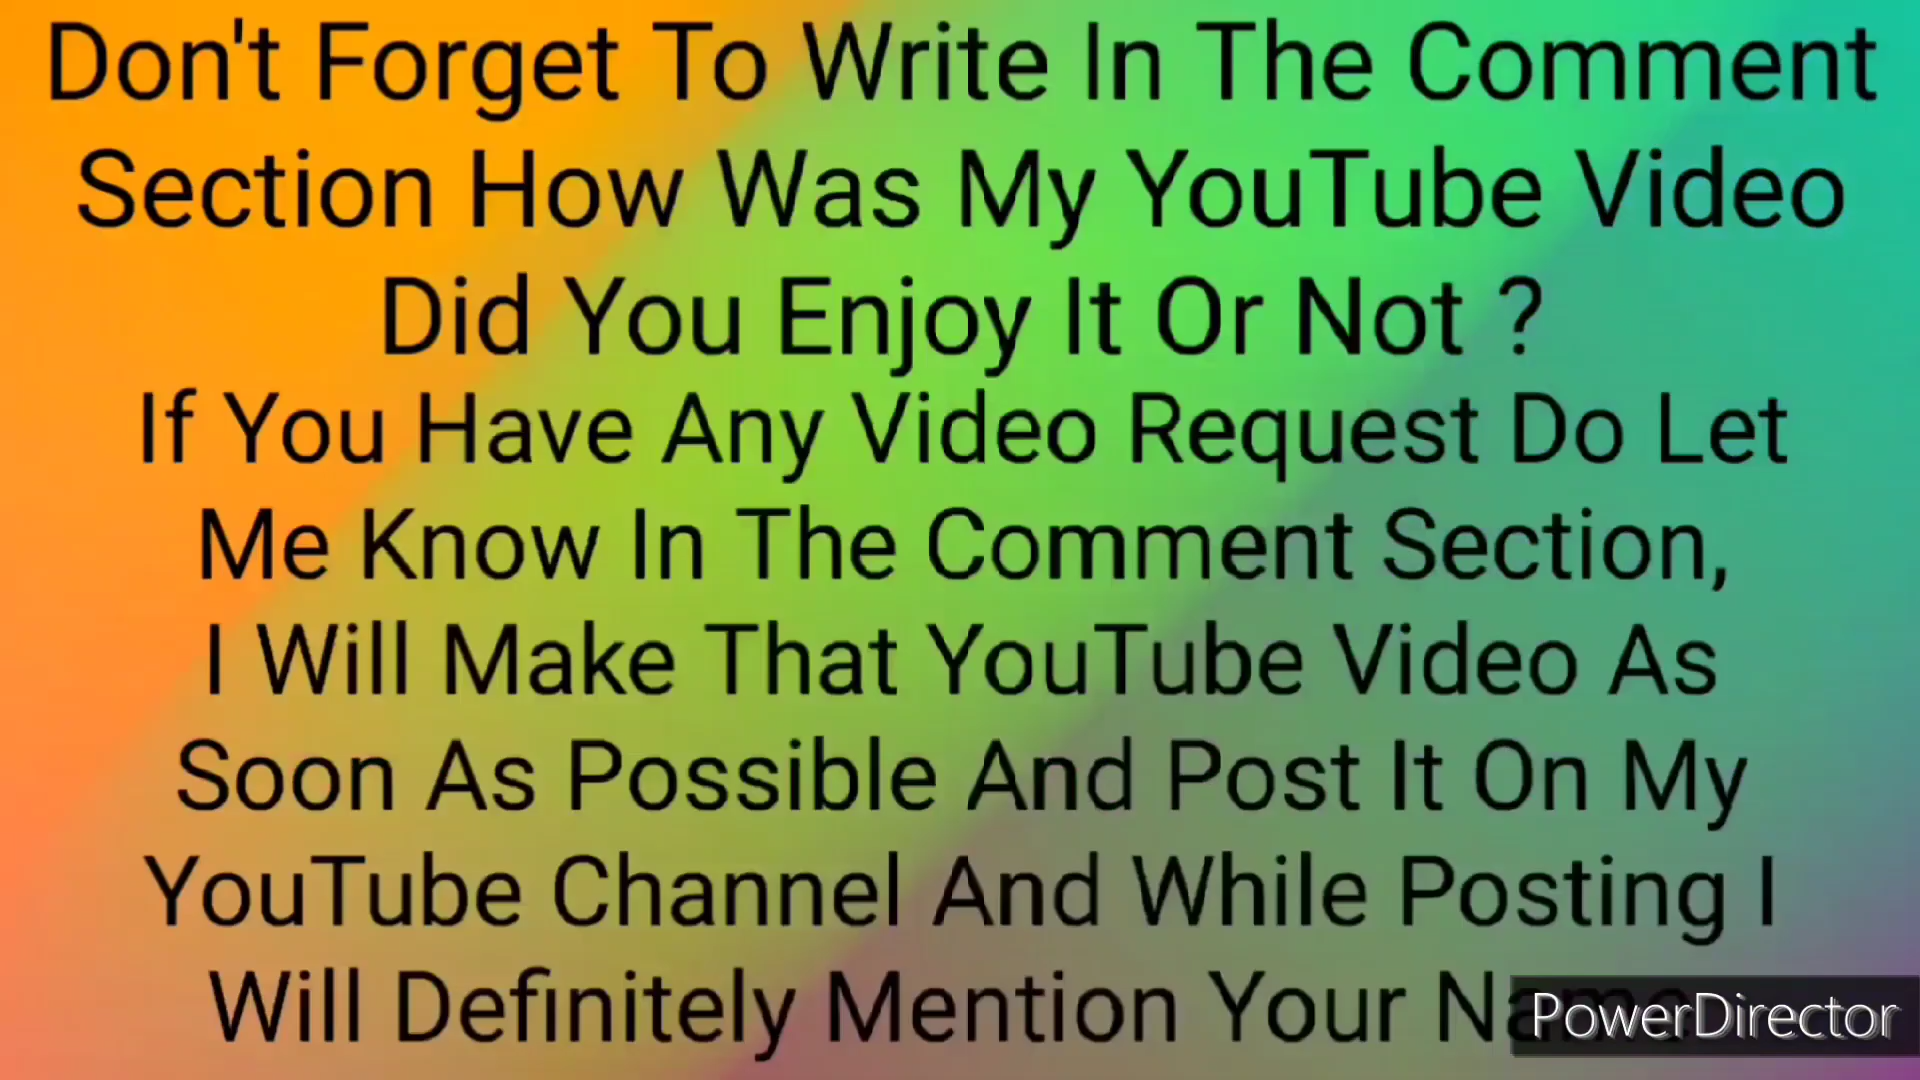 Don't Forget To Write In The Comment
Section How Was My YouTube Video
Did You Enjoy It Or Not ?
If You Have Any Video Request Do Let
Me Know In The Comment Section,
I Will Make That YouTube Video As
Soon As Possible And Post It On My
YouTube Channel And While Posting I
Will Definitely Mention Your Name
PowerDirector